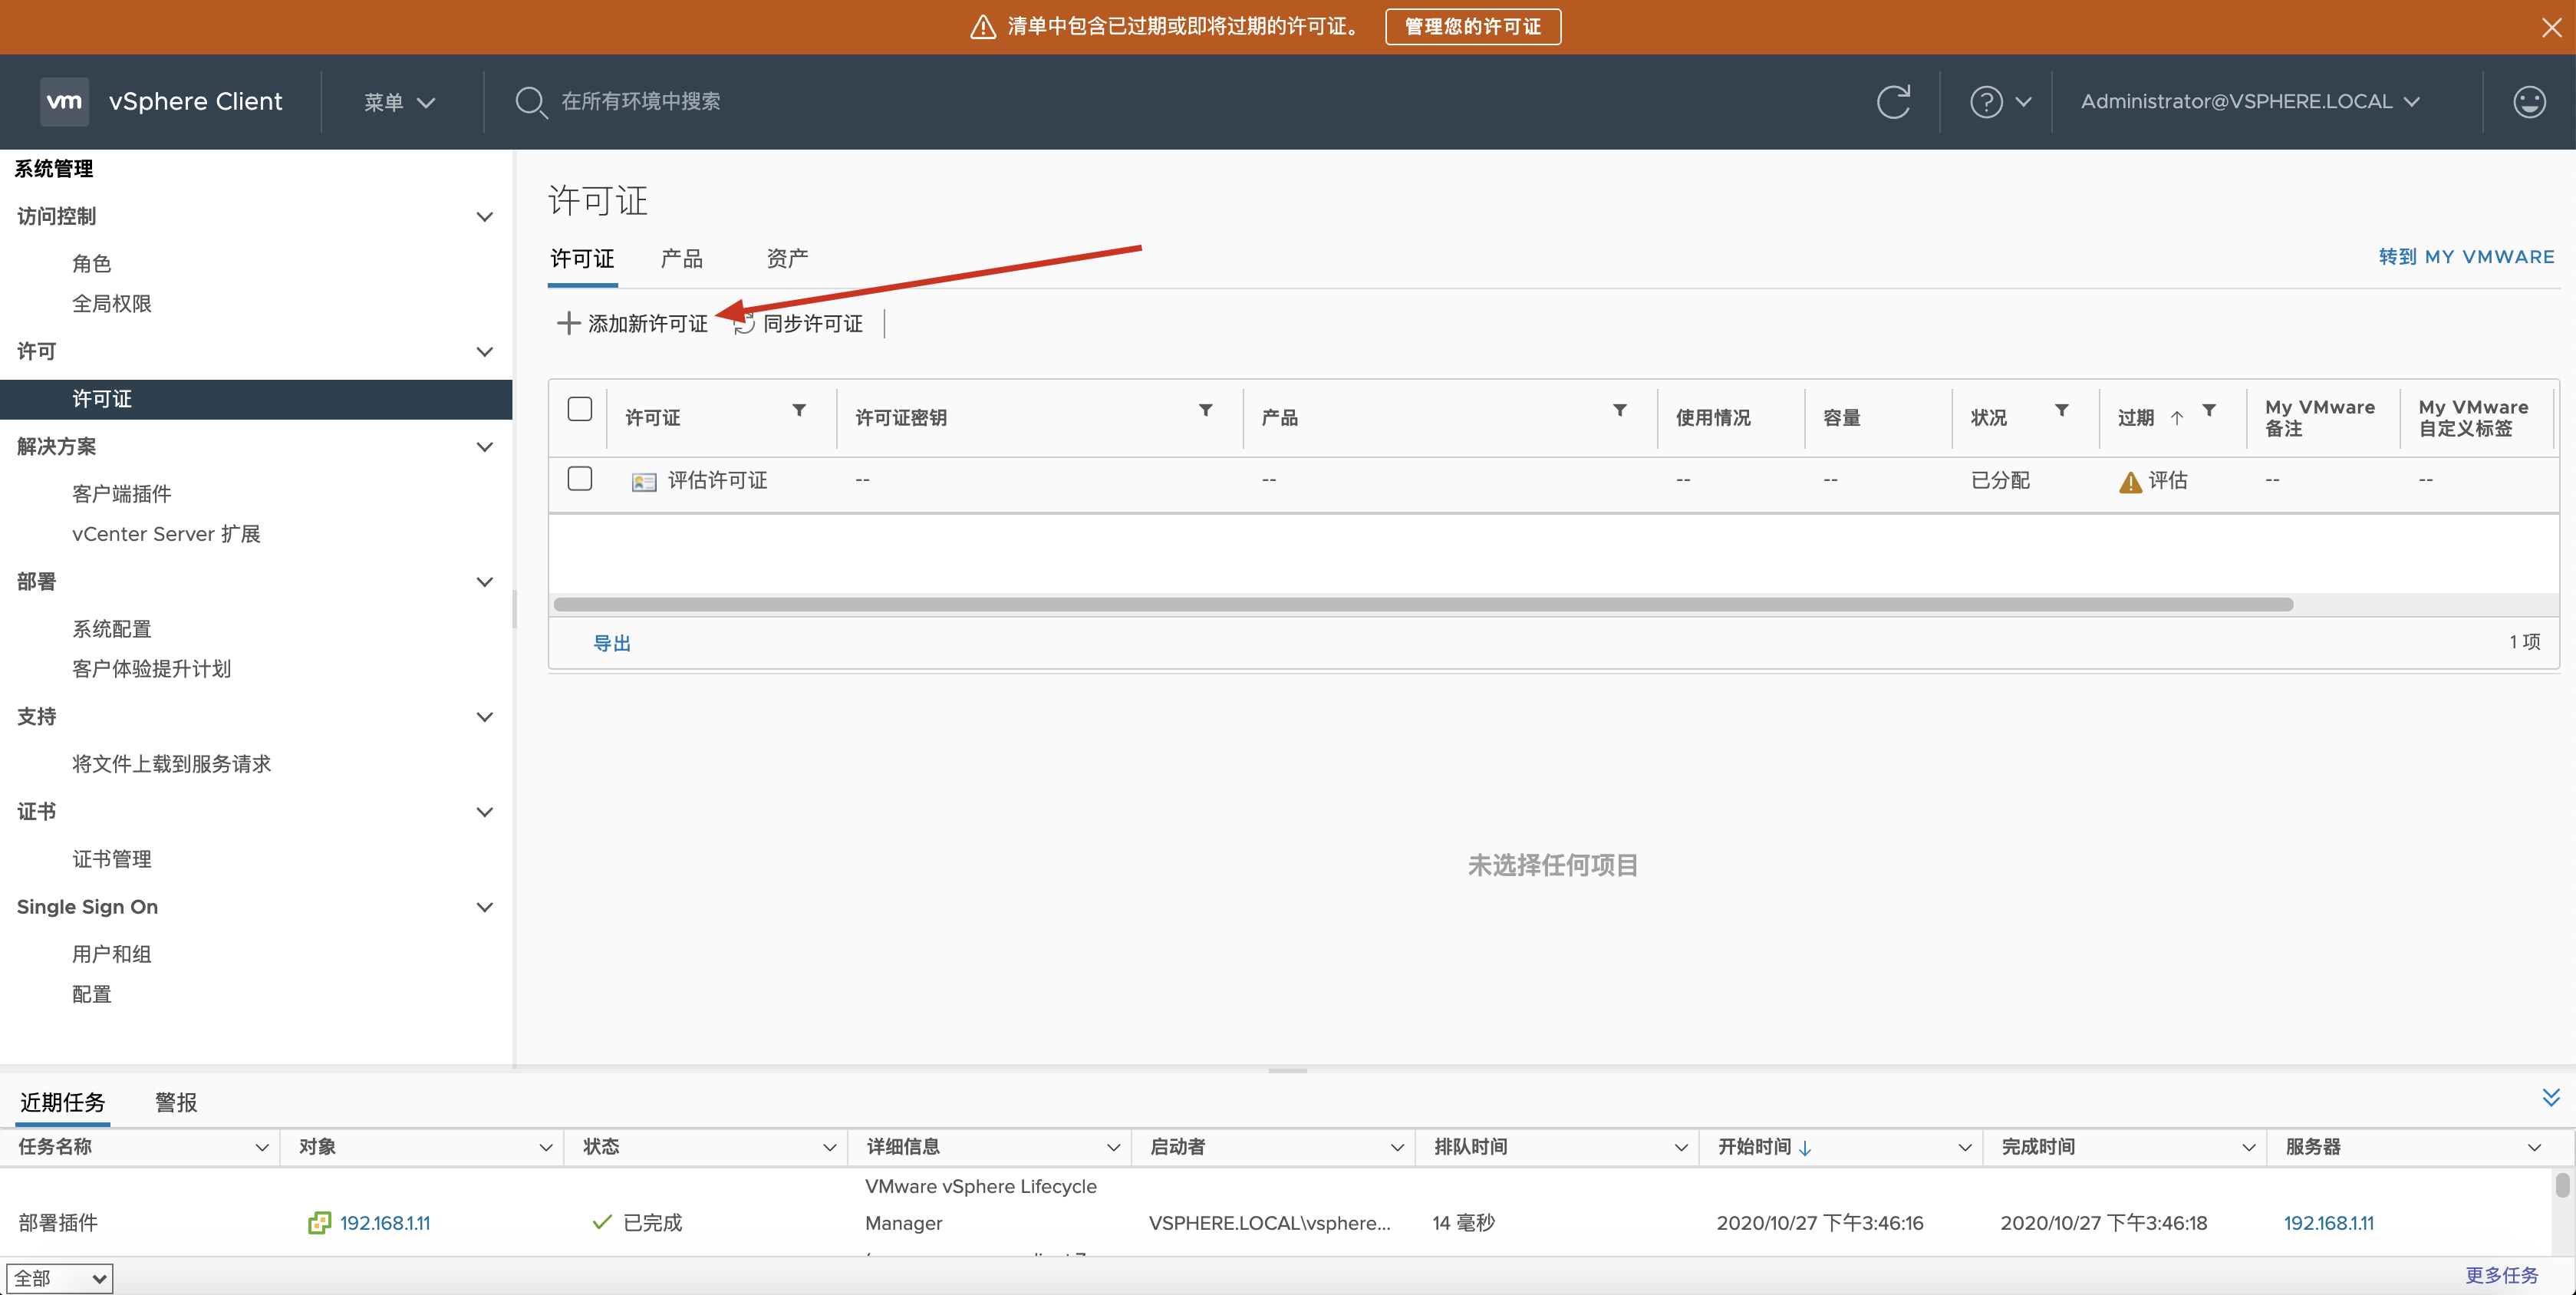 清单中包含已过期或即将过期的许可证。 管理您的许可证
vm vSphere Client 菜单 在所有环境中搜索 Administrator@VSPHERE.LOCAL
系统管理
访问控制
角色
全局权限
许可
许可证
解决方案
客户端插件
vCenter Server 扩展
部署
系统配置
客户体验提升计划
支持
将文件上载到服务请求
证书
证书管理
Single Sign On
用户和组
配置
许可证
许可证 产品 资产 转到 MY VMWARE
添加新许可证 同步许可证
许可证 许可证密钥 产品 使用情况 容量 状况 过期 My VMware 备注 My VMware 自定义标签
评估许可证 -- -- -- -- 已分配 评估 -- --
导出 1 项
未选择任何项目
近期任务 警报
任务名称 对象 状态 详细信息 启动者 排队时间 开始时间 完成时间 服务器
部署插件 192.168.1.11 已完成 VMware vSphere Lifecycle Manager VSPHERE.LOCAL\vsphere... 14 毫秒 2020/10/27 下午3:46:16 2020/10/27 下午3:46:18 192.168.1.11
全部 更多任务